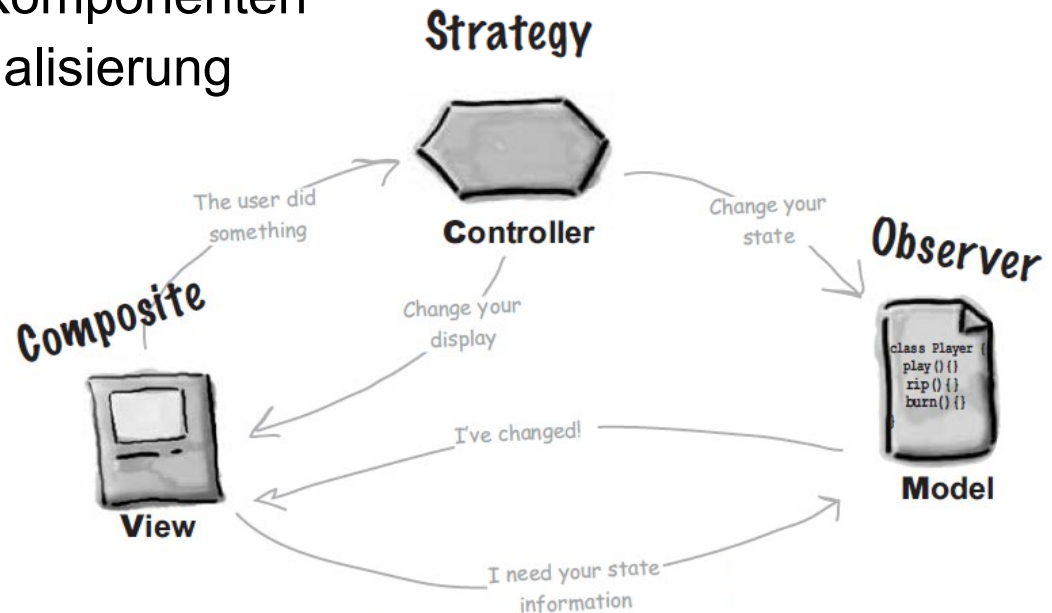 Komponenten
alisierung
Strategy
The user did
something
Controller
Change your
state
Observer
Composite
Change your
display
class Player {
play(){}
rip(){}
burn(){}
}
I've changed!
View
Model
I need your state
information